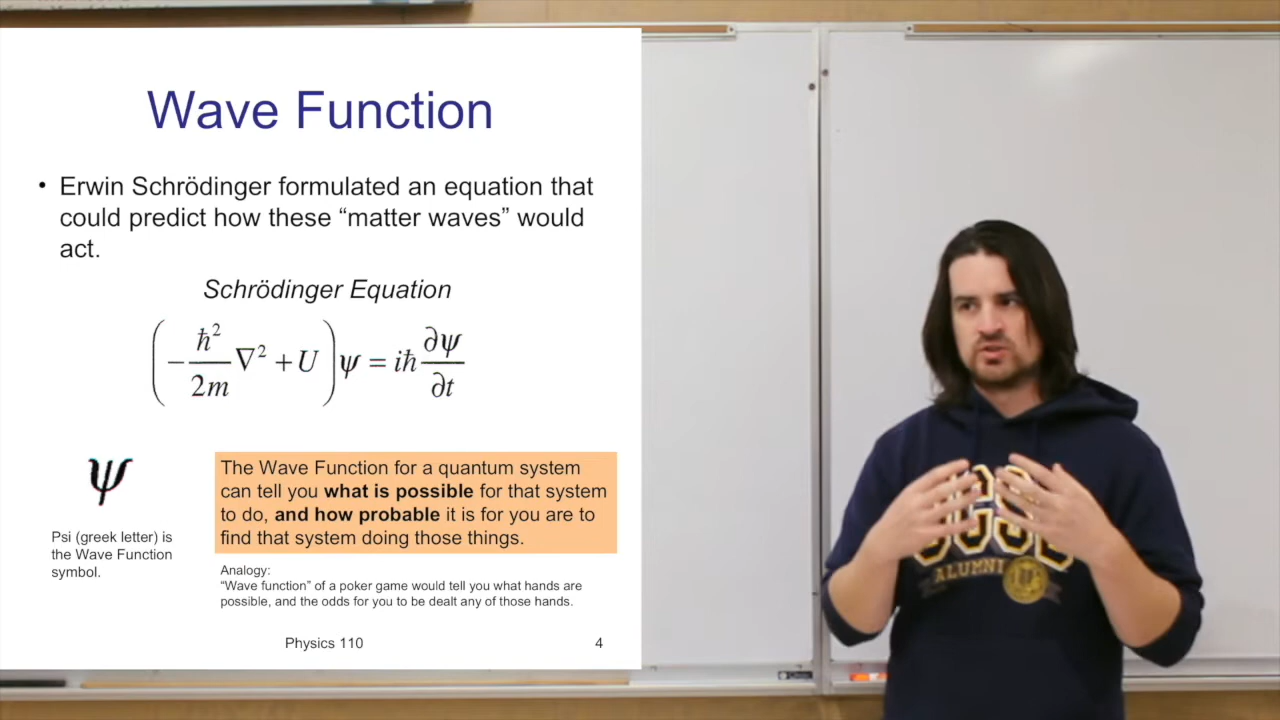 Wave Function
• Erwin Schrödinger formulated an equation that
could predict how these “matter waves” would
act.
Schrödinger Equation
(-ħ²/2m ∇² + U)ψ = iħ ∂ψ/∂t
ψ
Psi (greek letter) is
the Wave Function
symbol.
The Wave Function for a quantum system
can tell you what is possible for that system
to do, and how probable it is for you are to
find that system doing those things.
Analogy:
“Wave function” of a poker game would tell you what hands are
possible, and the odds for you to be dealt any of those hands.
Physics 110
4
ALUMNI